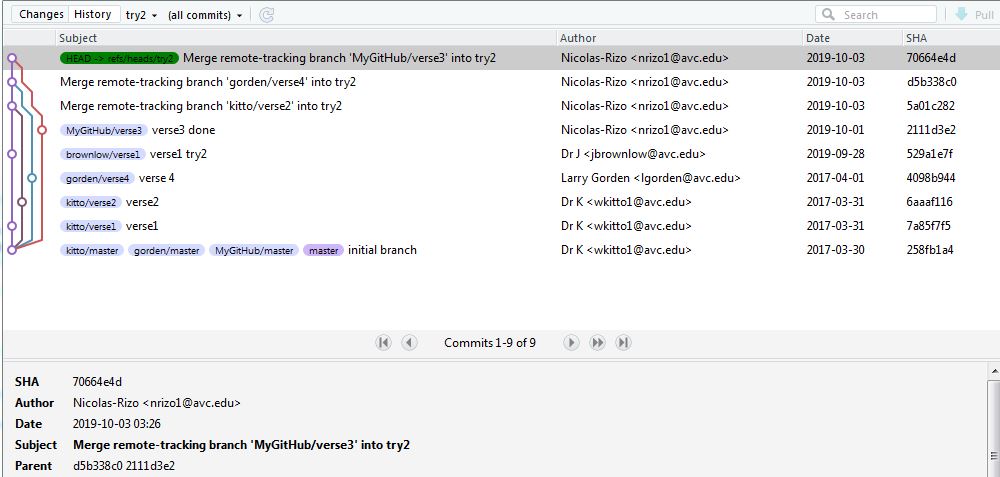 Changes History try2 (all commits) Search Pull
Subject Author Date SHA
HEAD -> refs/heads/try2 Merge remote-tracking branch 'MyGitHub/verse3' into try2 Nicolas-Rizo <nrizo1@avc.edu> 2019-10-03 70664e4d
Merge remote-tracking branch 'gorden/verse4' into try2 Nicolas-Rizo <nrizo1@avc.edu> 2019-10-03 d5b338c0
Merge remote-tracking branch 'kitto/verse2' into try2 Nicolas-Rizo <nrizo1@avc.edu> 2019-10-03 5a01c282
MyGitHub/verse3 verse3 done Nicolas-Rizo <nrizo1@avc.edu> 2019-10-01 2111d3e2
brownlow/verse1 verse1 try2 Dr J <jbrownlow@avc.edu> 2019-09-28 529a1e7f
gorden/verse4 verse 4 Larry Gorden <lgorden@avc.edu> 2017-04-01 4098b944
kitto/verse2 verse2 Dr K <wkitto1@avc.edu> 2017-03-31 6aaaf116
kitto/verse1 verse1 Dr K <wkitto1@avc.edu> 2017-03-31 7a85f7f5
kitto/master gorden/master MyGitHub/master master initial branch Dr K <wkitto1@avc.edu> 2017-03-30 258fb1a4
Commits 1-9 of 9
SHA 70664e4d
Author Nicolas-Rizo <nrizo1@avc.edu>
Date 2019-10-03 03:26
Subject Merge remote-tracking branch 'MyGitHub/verse3' into try2
Parent d5b338c0 2111d3e2